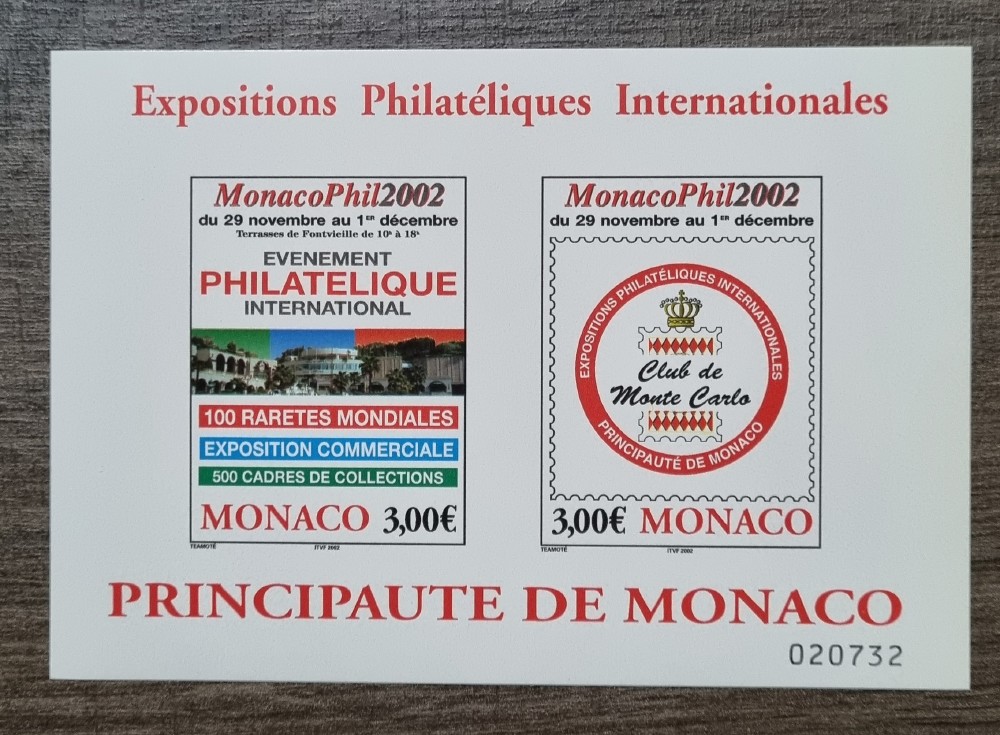 Expositions Philatéliques Internationales
MonacoPhil2002
du 29 novembre au 1ER décembre
Terrasses de Fontvieille de 10h à 18h
EVENEMENT
PHILATELIQUE
INTERNATIONAL
100 RARETES MONDIALES
EXPOSITION COMMERCIALE
500 CADRES DE COLLECTIONS
MONACO 3,00€
TEAMOTÉ ITVF 2002
MonacoPhil2002
du 29 novembre au 1ER décembre
EXPOSITIONS PHILATÉLIQUES INTERNATIONALES
Club de
Monte Carlo
PRINCIPAUTÉ DE MONACO
3,00€ MONACO
TEAMOTÉ ITVF 2002
PRINCIPAUTE DE MONACO
020732